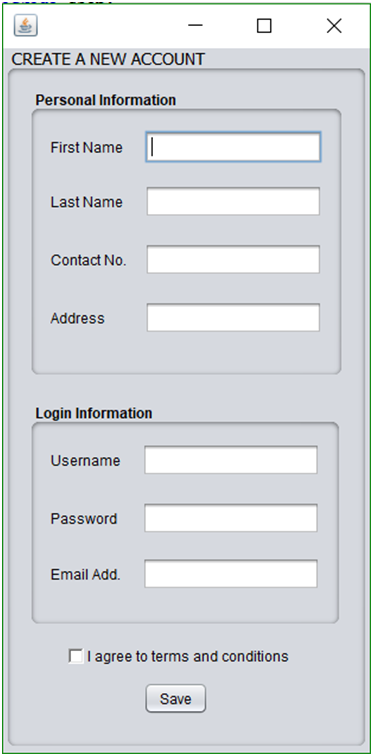 CREATE A NEW ACCOUNT
Personal Information
First Name
Last Name
Contact No.
Address
Login Information
Username
Password
Email Add.
I agree to terms and conditions
Save